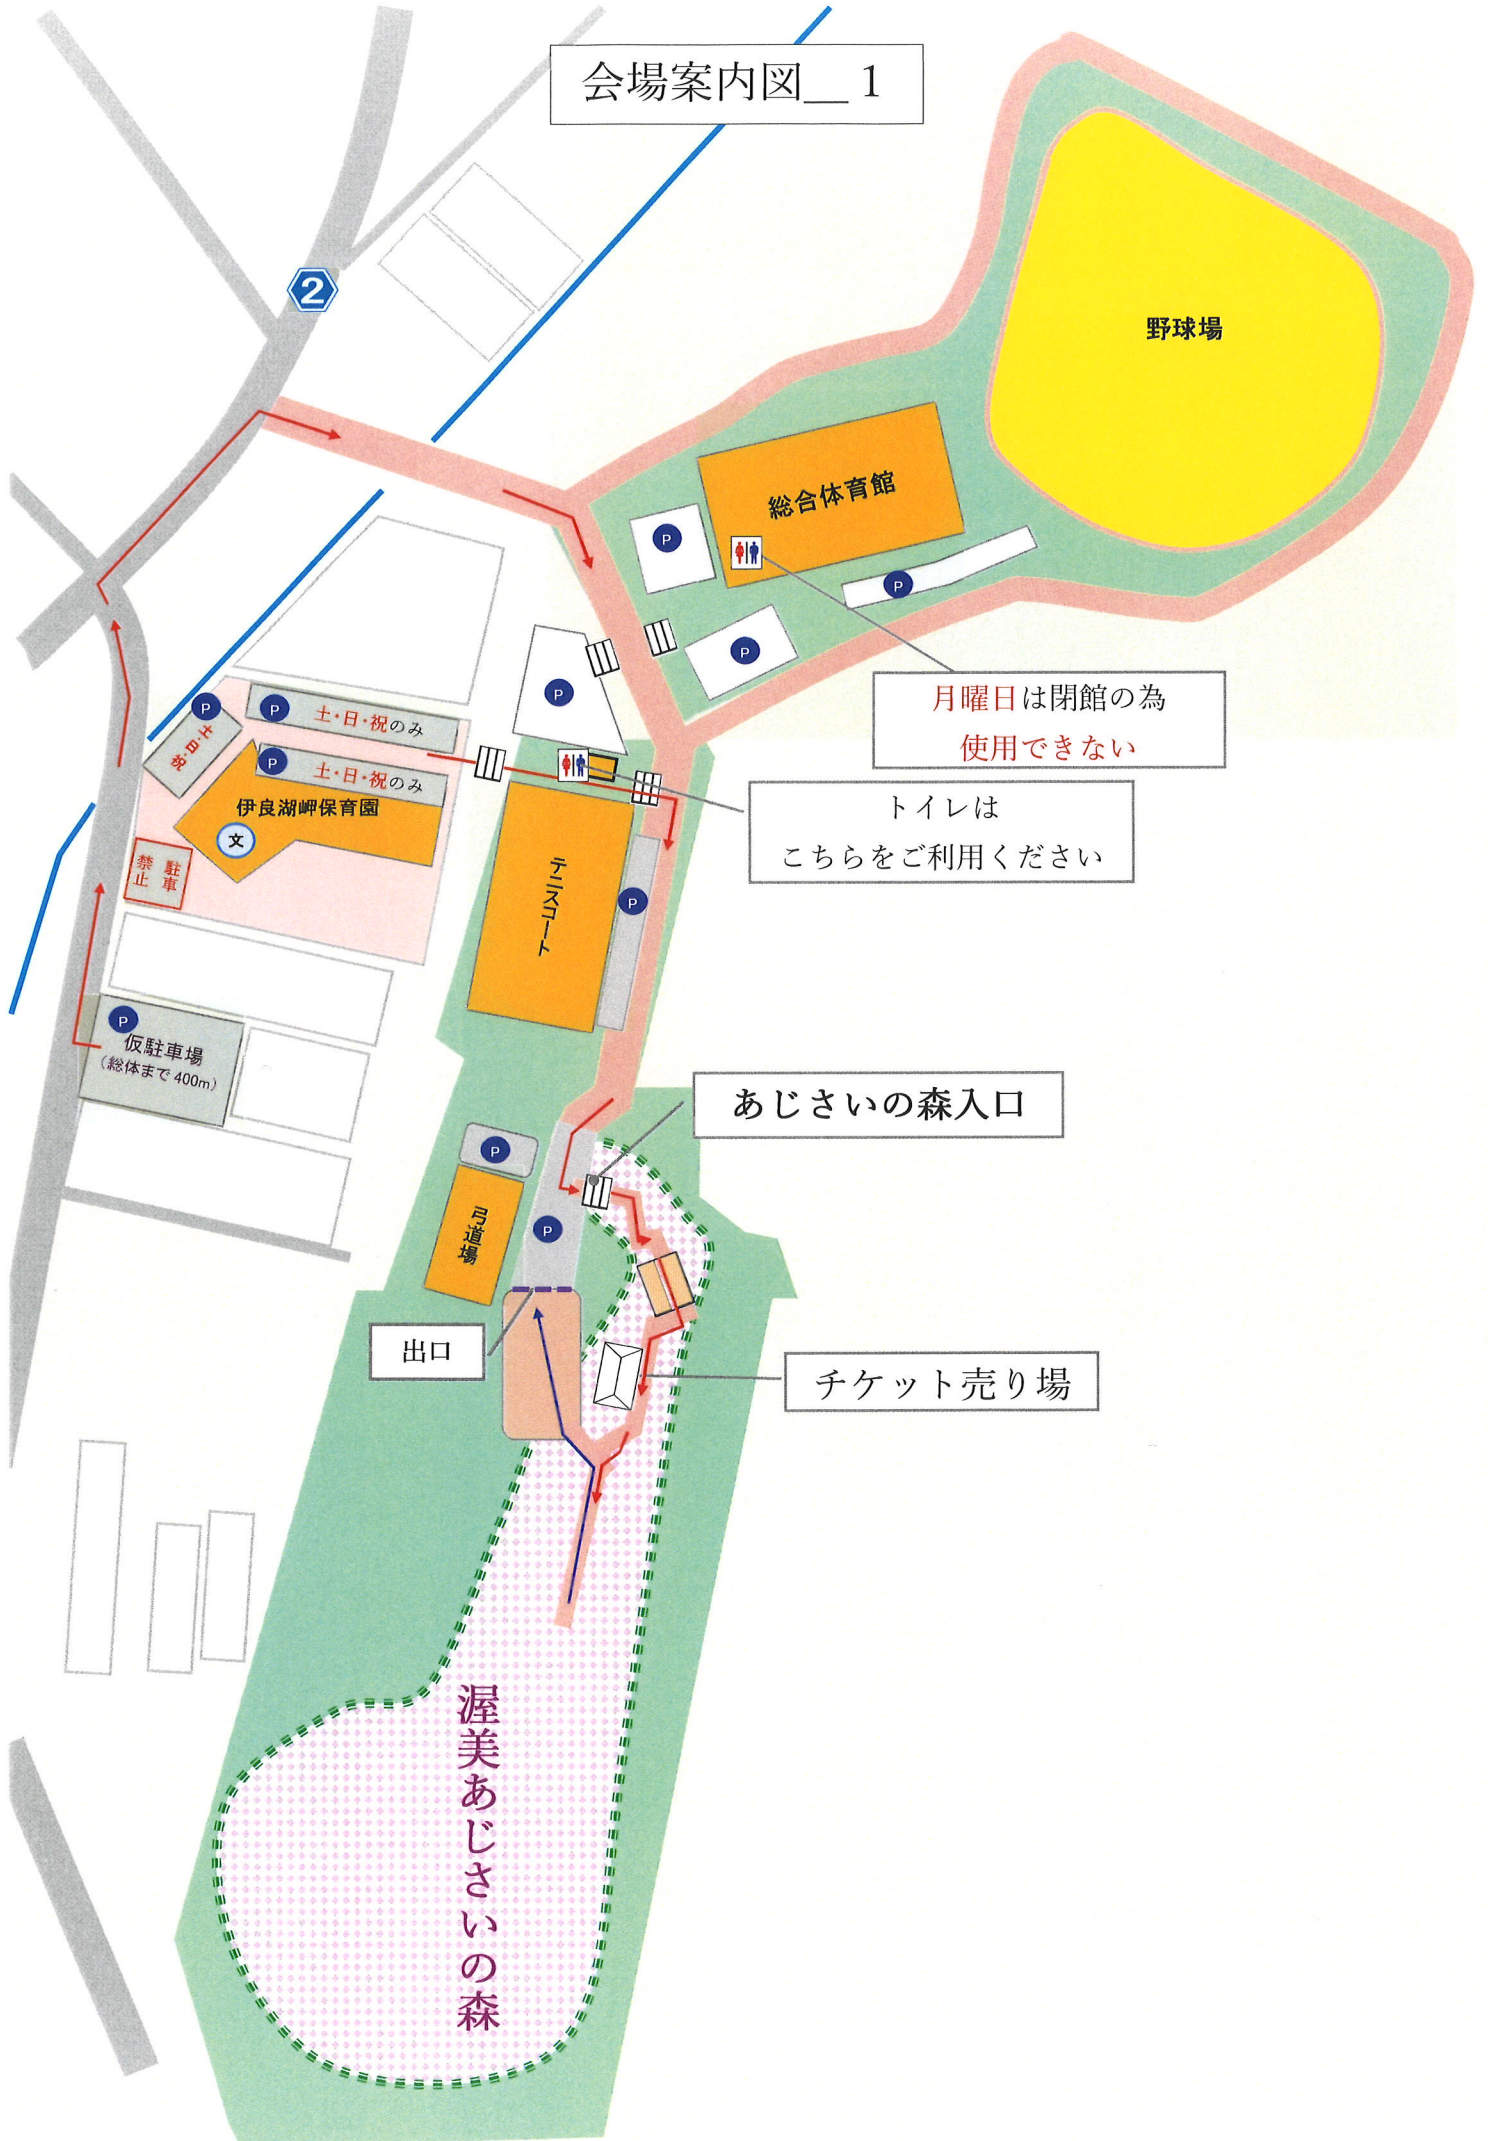 会場案内図＿1
2
野球場
総合体育館
P
P
P
月曜日は閉館の為
使用できない
P
P
土・日・祝
P
土・日・祝のみ
P
土・日・祝のみ
伊良湖岬保育園
文
駐車
禁止
トイレは
こちらをご利用ください
テニスコート
P
P
仮駐車場
（総体まで400m）
あじさいの森入口
P
弓道場
P
出口
チケット売り場
渥美あじさいの森